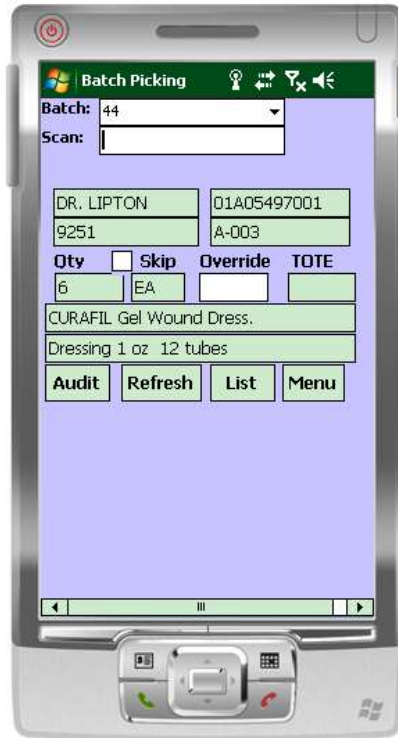 Batch Picking
Batch: 44
Scan:
DR. LIPTON 01A05497001
9251 A-003
Qty Skip Override TOTE
6 EA
CURAFIL Gel Wound Dress.
Dressing 1 oz 12 tubes
Audit Refresh List Menu